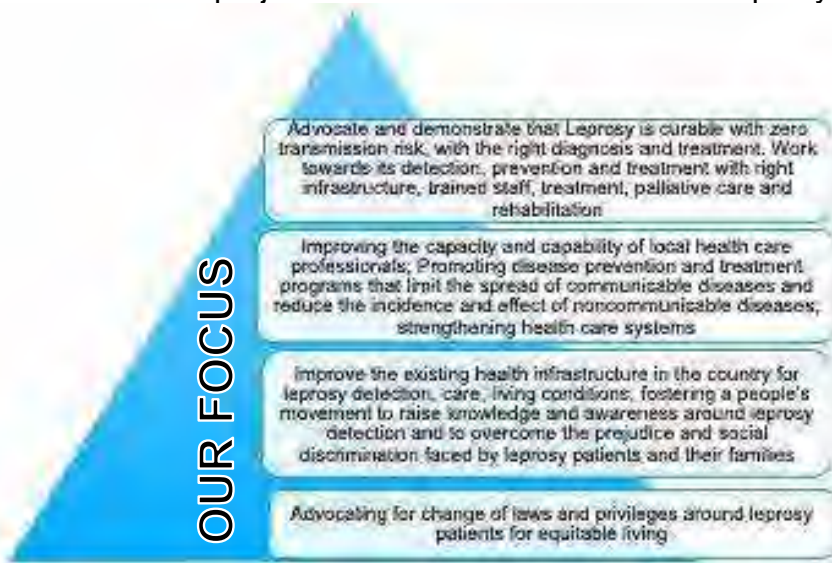 Advocate and demonstrate that Leprosy is curable with zero
transmission risk, with the right diagnosis and treatment. Work
towards its detection, prevention and treatment with right
infrastructure, trained staff, treatment, palliative care and
rehabilitation
Improving the capacity and capability of local health care
professionals; Promoting disease prevention and treatment
programs that limit the spread of communicable diseases and
reduce the incidence and effect of noncommunicable diseases;
strengthening health care systems
Improve the existing health infrastructure in the country for
leprosy detection, care, living conditions, fostering a people's
movement to raise knowledge and awareness around leprosy
detection and to overcome the prejudice and social
discrimination faced by leprosy patients and their families
Advocating for change of laws and privileges around leprosy
patients for equitable living
OUR FOCUS